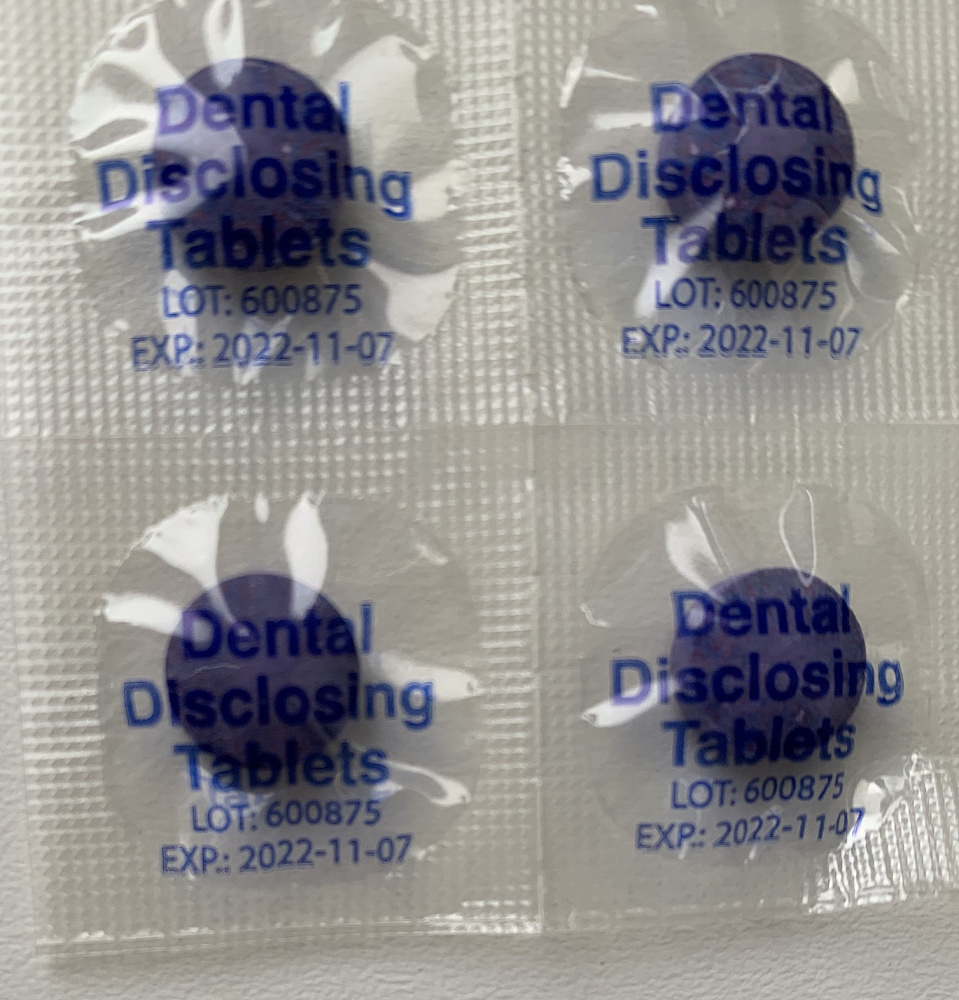 Dental
Disclosing
Tablets
LOT: 600875
EXP.: 2022-11-07
Dental
Disclosing
Tablets
LOT: 600875
EXP.: 2022-11-07
Dental
Disclosing
Tablets
LOT: 600875
EXP.: 2022-11-07
Dental
Disclosing
Tablets
LOT: 600875
EXP.: 2022-11-07